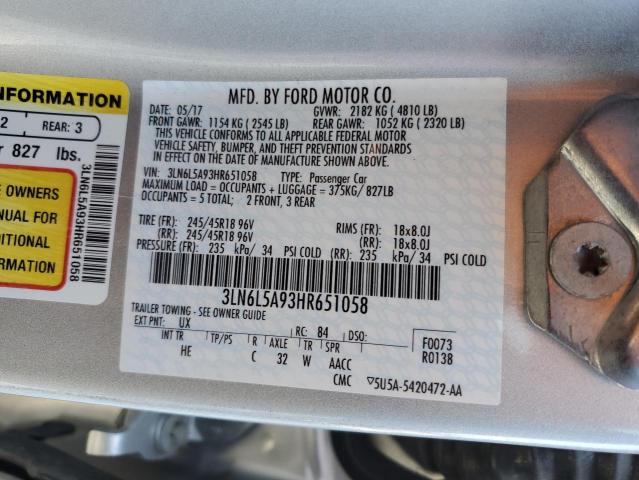 INFORMATION
2 REAR: 3
827 lbs.
OWNERS
MANUAL FOR
ADDITIONAL
INFORMATION
3LN6L5A93HR651058
MFD. BY FORD MOTOR CO.
DATE: 05/17 GVWR: 2182 KG ( 4810 LB)
FRONT GAWR: 1154 KG ( 2545 LB) REAR GAWR: 1052 KG ( 2320 LB)
THIS VEHICLE CONFORMS TO ALL APPLICABLE FEDERAL MOTOR
VEHICLE SAFETY, BUMPER, AND THEFT PREVENTION STANDARDS
IN EFFECT ON THE DATE OF MANUFACTURE SHOWN ABOVE.
VIN: 3LN6L5A93HR651058 TYPE: Passenger Car
MAXIMUM LOAD = OCCUPANTS + LUGGAGE = 375KG/ 827LB
OCCUPANTS = 5 TOTAL; 2 FRONT, 3 REAR
TIRE (FR): 245/45R18 96V RIMS (FR): 18x8.0J
(RR): 245/45R18 96V (RR): 18x8.0J
PRESSURE (FR): 235 kPa/ 34 PSI COLD (RR): 235 kPa/ 34 PSI COLD
3LN6L5A93HR651058
TRAILER TOWING - SEE OWNER GUIDE
EXT PNT: UX RC: 84 DSO: F0073
INT TR TP/PS R AXLE TR SPR R0138
HE C 32 W AACC
CMC ▽5U5A-5420472-AA